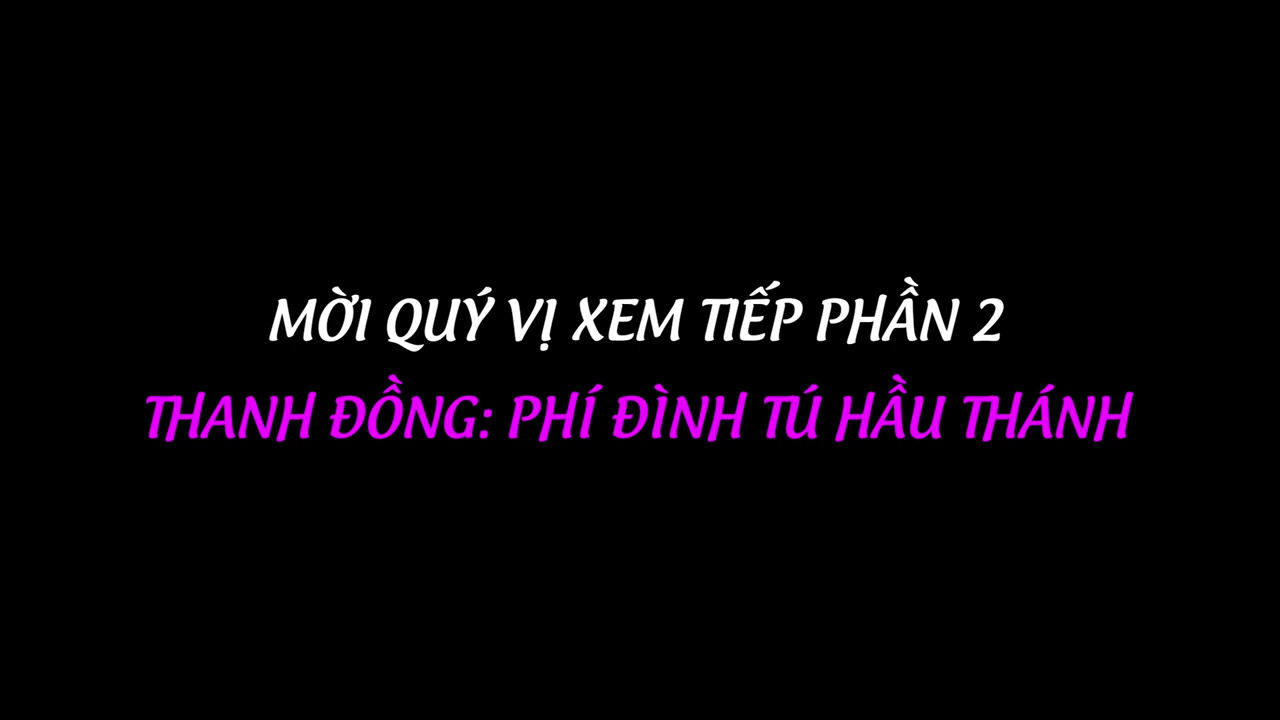 MỜI QUÝ VỊ XEM TIẾP PHẦN 2
THANH ĐỒNG: PHÍ ĐÌNH TÚ HẦU THÁNH